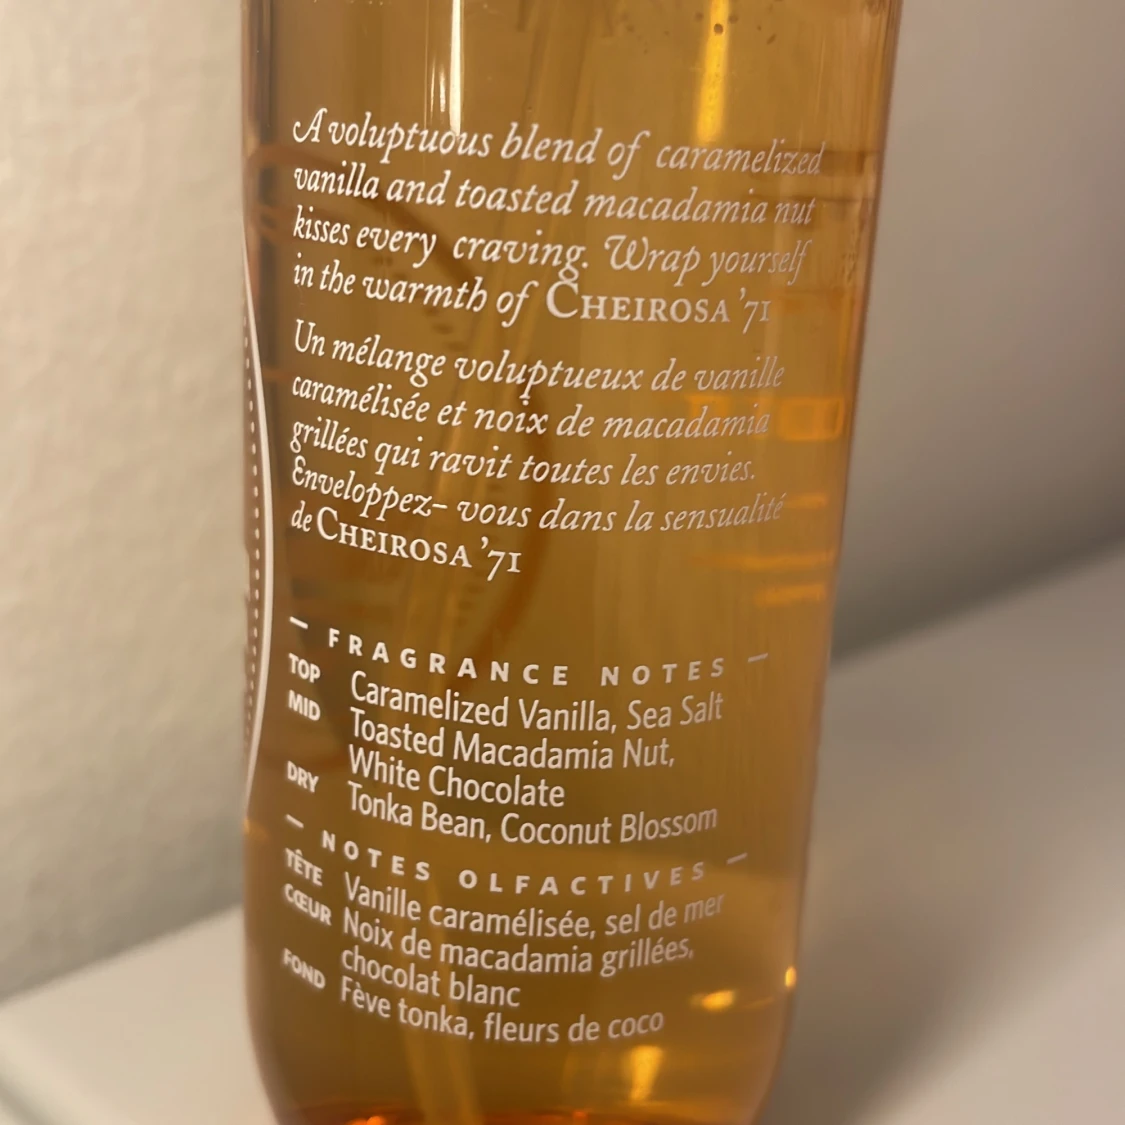 A voluptuous blend of caramelized
vanilla and toasted macadamia nut
kisses every craving. Wrap yourself
in the warmth of CHEIROSA '71
Un mélange voluptueux de vanille
caramélisée et noix de macadamia
grillées qui ravit toutes les envies.
Enveloppez- vous dans la sensualité
de CHEIROSA '71
— FRAGRANCE NOTES —
TOP Caramelized Vanilla, Sea Salt
MID Toasted Macadamia Nut,
White Chocolate
DRY Tonka Bean, Coconut Blossom
— NOTES OLFACTIVES —
TÊTE Vanille caramélisée, sel de mer
CŒUR Noix de macadamia grillées,
chocolat blanc
FOND Fève tonka, fleurs de coco